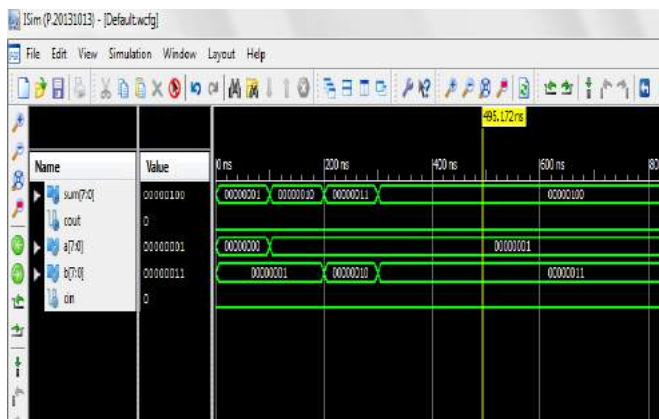 ISim (P.20131013) - [Default.wcfg]
File Edit View Simulation Window Layout Help
495.172 ns
Name Value 0 ns 200 ns 400 ns 600 ns 80
sum[7:0] 00000100 00000001 00000010 00000011 00000100
cout 0
a[7:0] 00000001 00000000 00000001
b[7:0] 00000011 00000001 00000010 00000011
cin 0